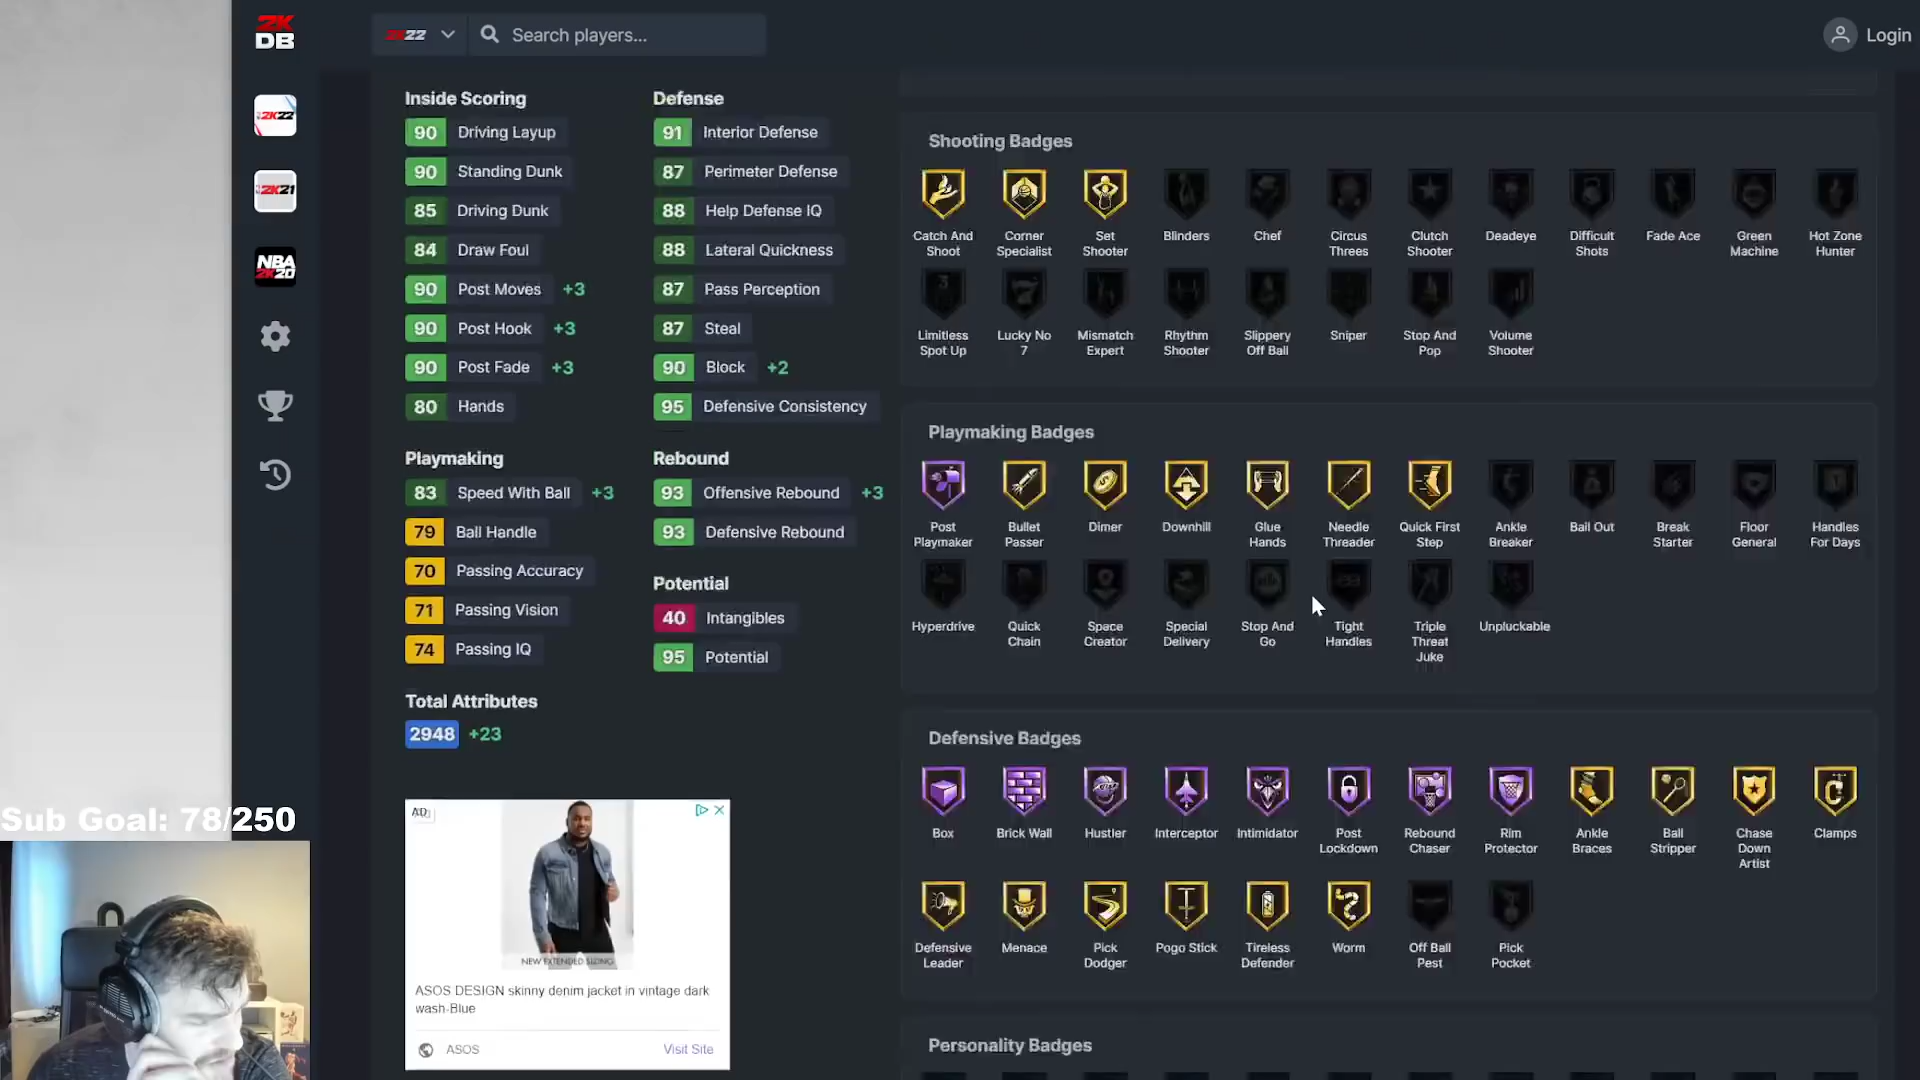 2K
DB
2K22
Search players...
Login
2K22
2K21
NBA
2K20
Inside Scoring
90 Driving Layup
90 Standing Dunk
85 Driving Dunk
84 Draw Foul
90 Post Moves +3
90 Post Hook +3
90 Post Fade +3
80 Hands
Playmaking
83 Speed With Ball +3
79 Ball Handle
70 Passing Accuracy
71 Passing Vision
74 Passing IQ
Total Attributes
2948 +23
Defense
91 Interior Defense
87 Perimeter Defense
88 Help Defense IQ
88 Lateral Quickness
87 Pass Perception
87 Steal
90 Block +2
95 Defensive Consistency
Rebound
93 Offensive Rebound +3
93 Defensive Rebound
Potential
40 Intangibles
95 Potential
Shooting Badges
Catch And Shoot
Corner Specialist
Set Shooter
Blinders
Chef
Circus Threes
Clutch Shooter
Deadeye
Difficult Shots
Fade Ace
Green Machine
Hot Zone Hunter
Limitless Spot Up
Lucky No 7
Mismatch Expert
Rhythm Shooter
Slippery Off Ball
Sniper
Stop And Pop
Volume Shooter
Playmaking Badges
Post Playmaker
Bullet Passer
Dimer
Downhill
Glue Hands
Needle Threader
Quick First Step
Ankle Breaker
Bail Out
Break Starter
Floor General
Handles For Days
Hyperdrive
Quick Chain
Space Creator
Special Delivery
Stop And Go
Tight Handles
Triple Threat Juke
Unpluckable
Defensive Badges
Box
Brick Wall
Hustler
Interceptor
Intimidator
Post Lockdown
Rebound Chaser
Rim Protector
Ankle Braces
Ball Stripper
Chase Down Artist
Clamps
Defensive Leader
Menace
Pick Dodger
Pogo Stick
Tireless Defender
Worm
Off Ball Pest
Pick Pocket
Personality Badges
AD
NEW EXTENDED SIZING
ASOS DESIGN skinny denim jacket in vintage dark
wash-Blue
ASOS
Visit Site
Sub Goal: 78/250